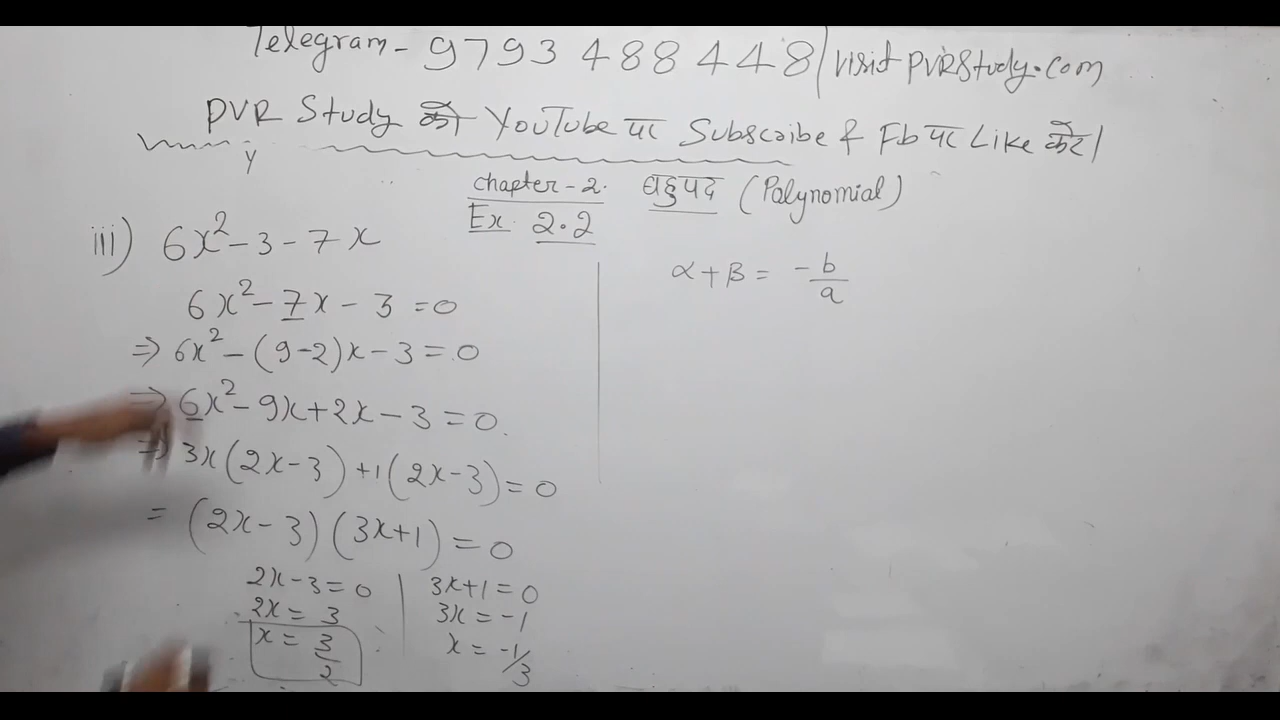 Telegram - 9793 488448 | visit pvrstudy.com
PVR Study को YouTube पर Subscribe & Fb पर Like करें।
y
Chapter - 2. बहुपद (Polynomial)
Ex 2.2
iii) 6x² - 3 - 7x
6x² - 7x - 3 = 0
⇒ 6x² - (9-2)x - 3 = 0
⇒ 6x² - 9x + 2x - 3 = 0.
⇒ 3x(2x-3) + 1(2x-3) = 0
= (2x-3)(3x+1) = 0
2x-3 = 0 | 3x+1 = 0
2x = 3 | 3x = -1
x = 3/2 | x = -1/3
α + β = -b/a